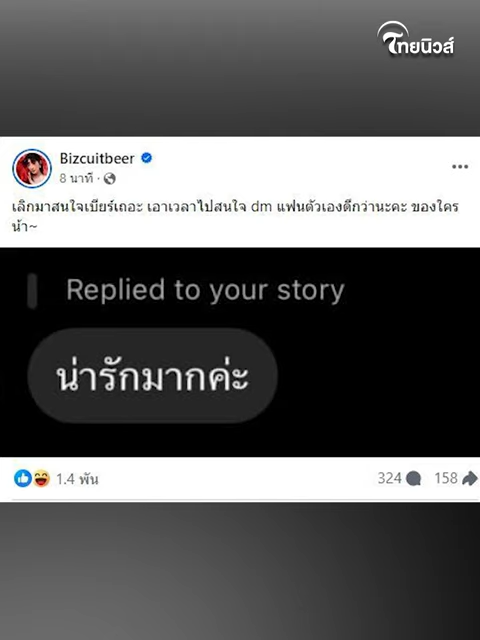 ไทยนิวส์
Bizcuitbeer
8 นาที ·
เลิกมาสนใจเบียร์เถอะ เอาเวลาไปสนใจ dm แฟนตัวเองดีกว่านะคะ ของใคร
น้า~
Replied to your story
น่ารักมากค่ะ
1.4 พัน
324 158